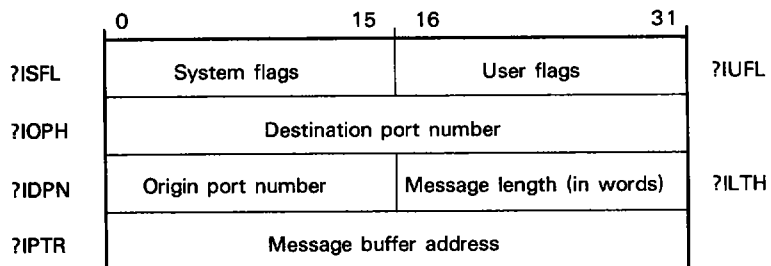 0 15 16 31
?ISFL System flags User flags ?IUFL
?IOPH Destination port number
?IDPN Origin port number Message length (in words) ?ILTH
?IPTR Message buffer address